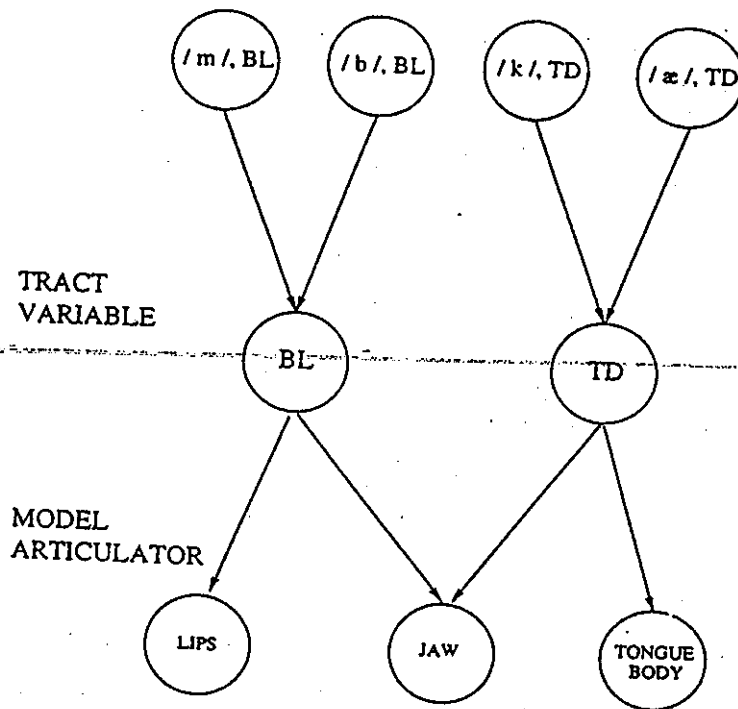 / m /, BL
/ b /, BL
/ k /, TD
/ æ /, TD
TRACT
VARIABLE
BL
TD
MODEL
ARTICULATOR
LIPS
JAW
TONGUE
BODY